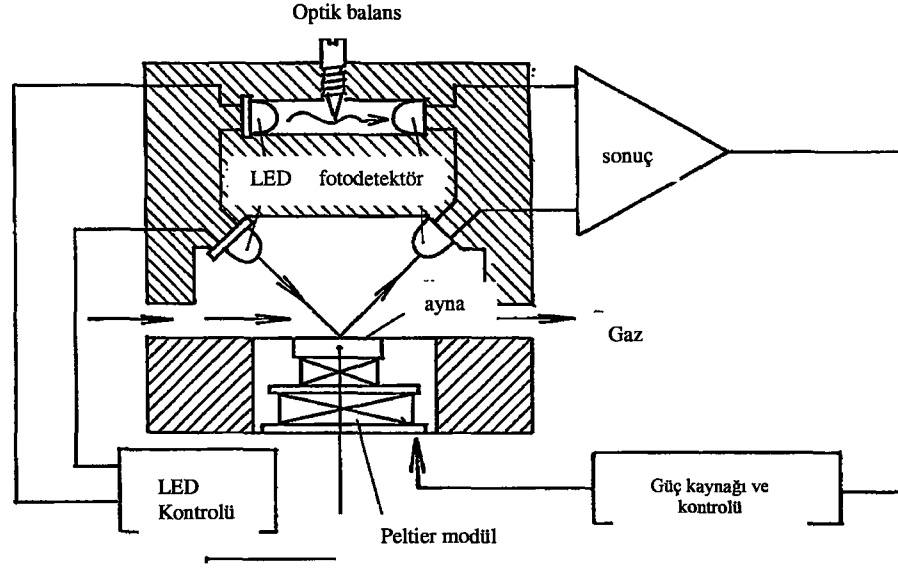 Optik balans
sonuç
LED fotodetektör
ayna
Gaz
LED
Kontrolü
Güç kaynağı ve
kontrolü
Peltier modül